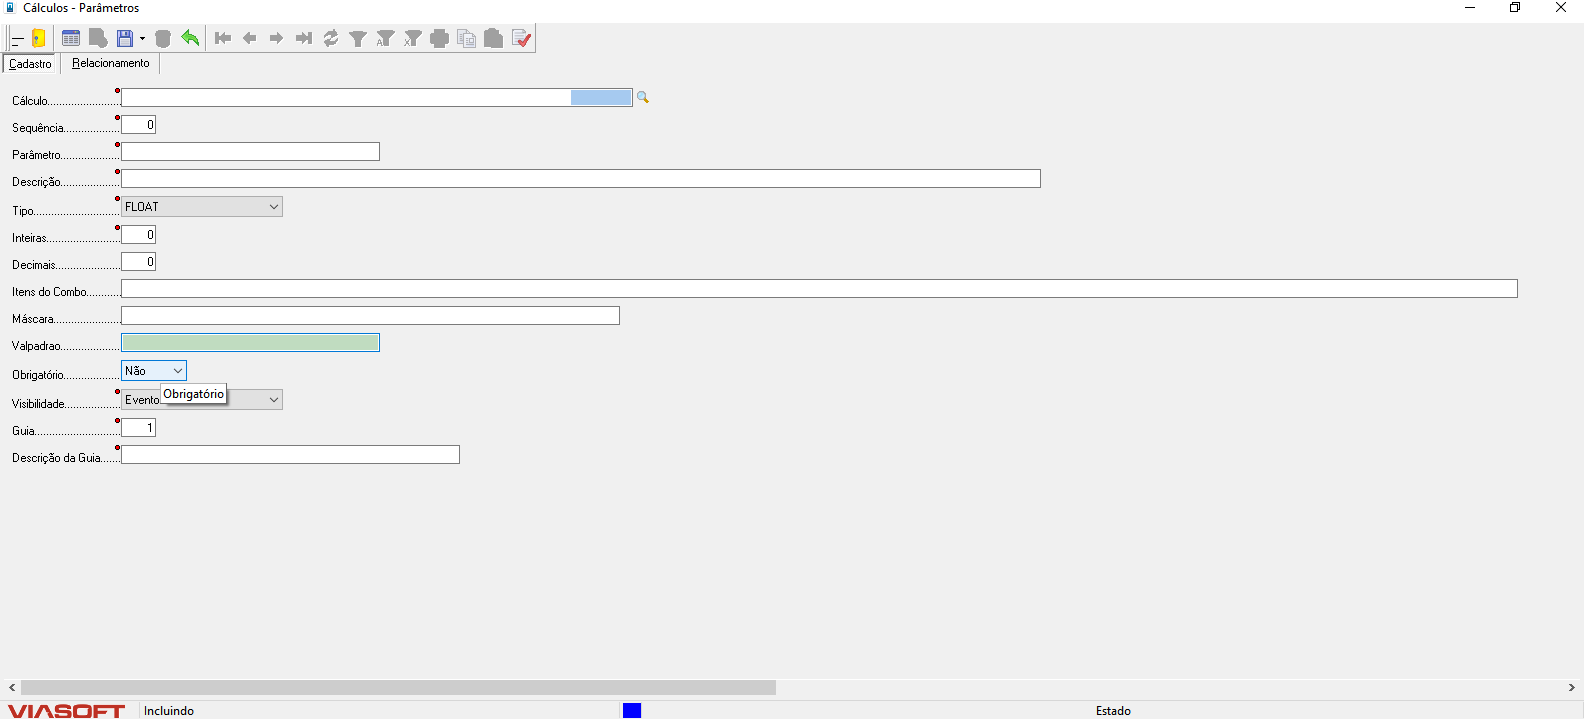 Cálculos - Parâmetros
Cadastro Relacionamento
Cálculo
Sequência 0
Parâmetro
Descrição
Tipo FLOAT
Inteiras 0
Decimais 0
Itens do Combo
Máscara
Valpadrao
Obrigatório Não
Obrigatório
Visibilidade Evento
Guia 1
Descrição da Guia
VIASOFT Incluindo Estado